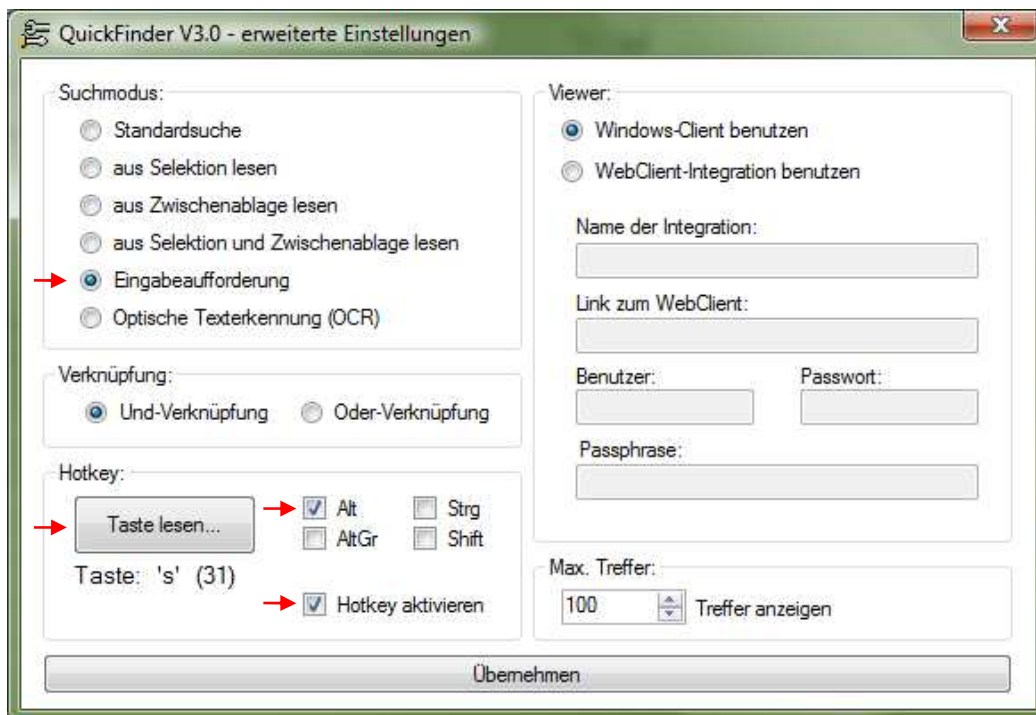 QuickFinder V3.0 - erweiterte Einstellungen
Suchmodus:
Standardsuche
aus Selektion lesen
aus Zwischenablage lesen
aus Selektion und Zwischenablage lesen
Eingabeaufforderung
Optische Texterkennung (OCR)
Verknüpfung:
Und-Verknüpfung Oder-Verknüpfung
Hotkey:
Taste lesen...
Alt Strg
AltGr Shift
Taste: 's' (31)
Hotkey aktivieren
Viewer:
Windows-Client benutzen
WebClient-Integration benutzen
Name der Integration:
Link zum WebClient:
Benutzer: Passwort:
Passphrase:
Max. Treffer:
100 Treffer anzeigen
Übernehmen